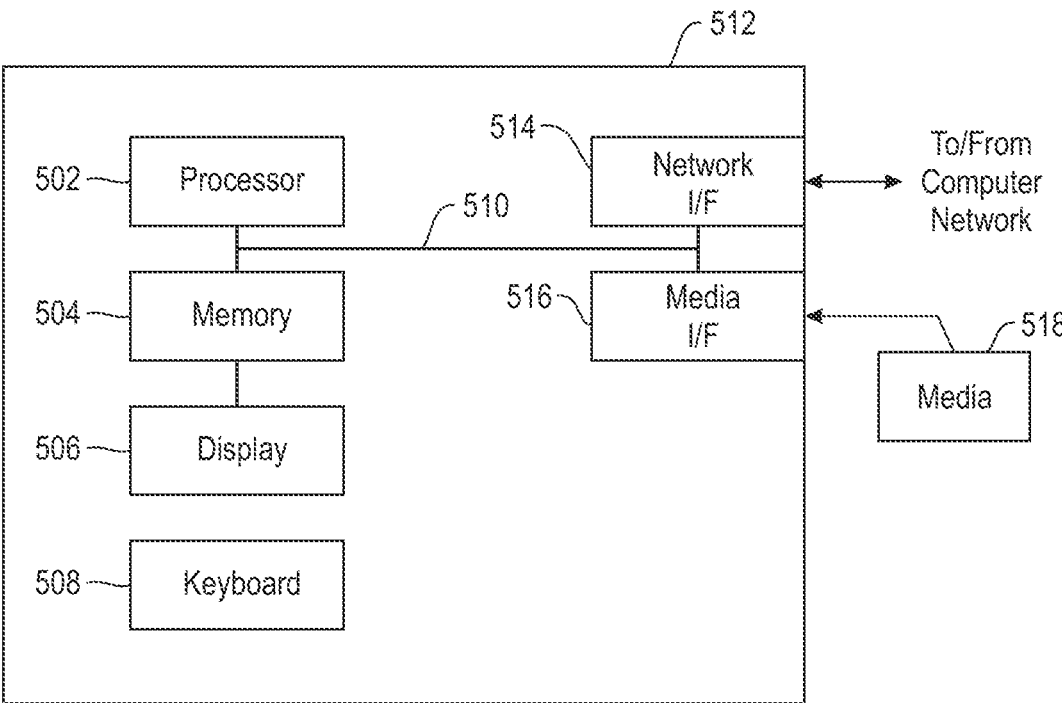 512
514
Network
I/F
To/From
Computer
Network
502
Processor
510
504
Memory
516
Media
I/F
518
Media
506
Display
508
Keyboard